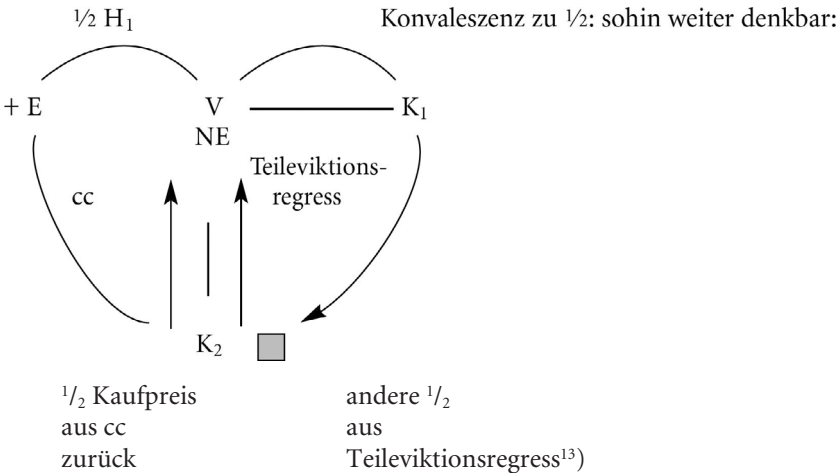 ½ H₁
Konvaleszenz zu ½: sohin weiter denkbar:
+ E
V
K₁
NE
Teileviktions-
regress
cc
K₂
¹/₂ Kaufpreis
aus cc
zurück
andere ¹/₂
aus
Teileviktionsregress¹³)